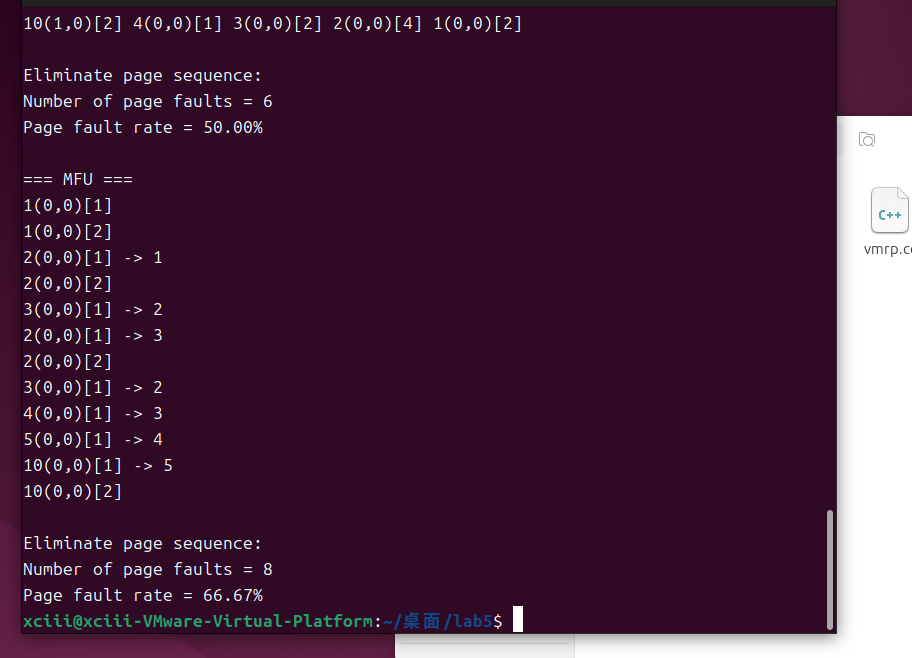 10(1,0)[2] 4(0,0)[1] 3(0,0)[2] 2(0,0)[4] 1(0,0)[2]
Eliminate page sequence:
Number of page faults = 6
Page fault rate = 50.00%
=== MFU ===
1(0,0)[1]
1(0,0)[2]
2(0,0)[1] -> 1
2(0,0)[2]
3(0,0)[1] -> 2
2(0,0)[1] -> 3
2(0,0)[2]
3(0,0)[1] -> 2
4(0,0)[1] -> 3
5(0,0)[1] -> 4
10(0,0)[1] -> 5
10(0,0)[2]
Eliminate page sequence:
Number of page faults = 8
Page fault rate = 66.67%
xciii@xciii-VMware-Virtual-Platform:~/桌面/lab5$
C++